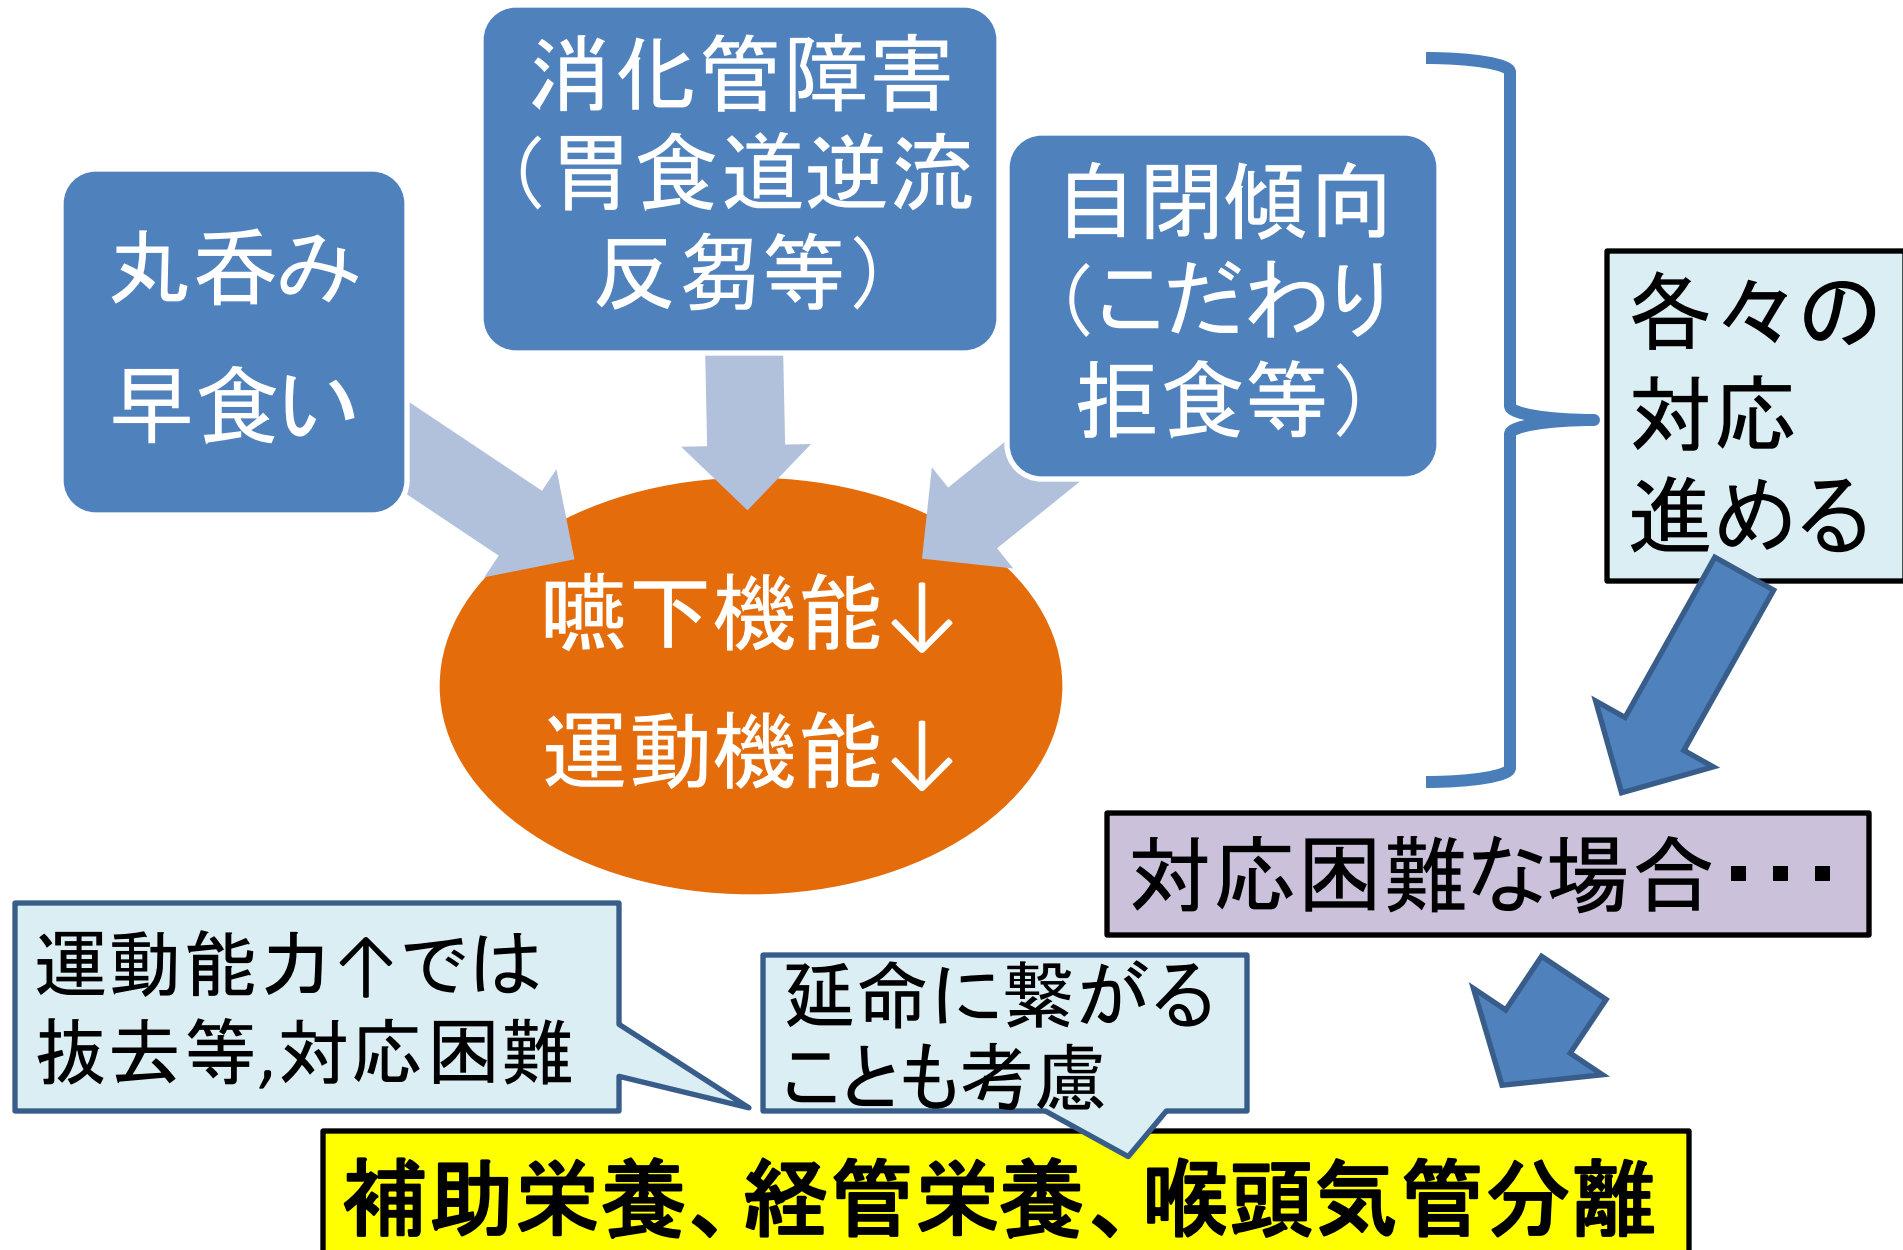 消化管障害
（胃食道逆流
反芻等）
丸呑み
早食い
自閉傾向
（こだわり
拒食等）
嚥下機能↓
運動機能↓
各々の
対応
進める
対応困難な場合・・・
運動能力↑では
抜去等,対応困難
延命に繋がる
ことも考慮
補助栄養、経管栄養、喉頭気管分離